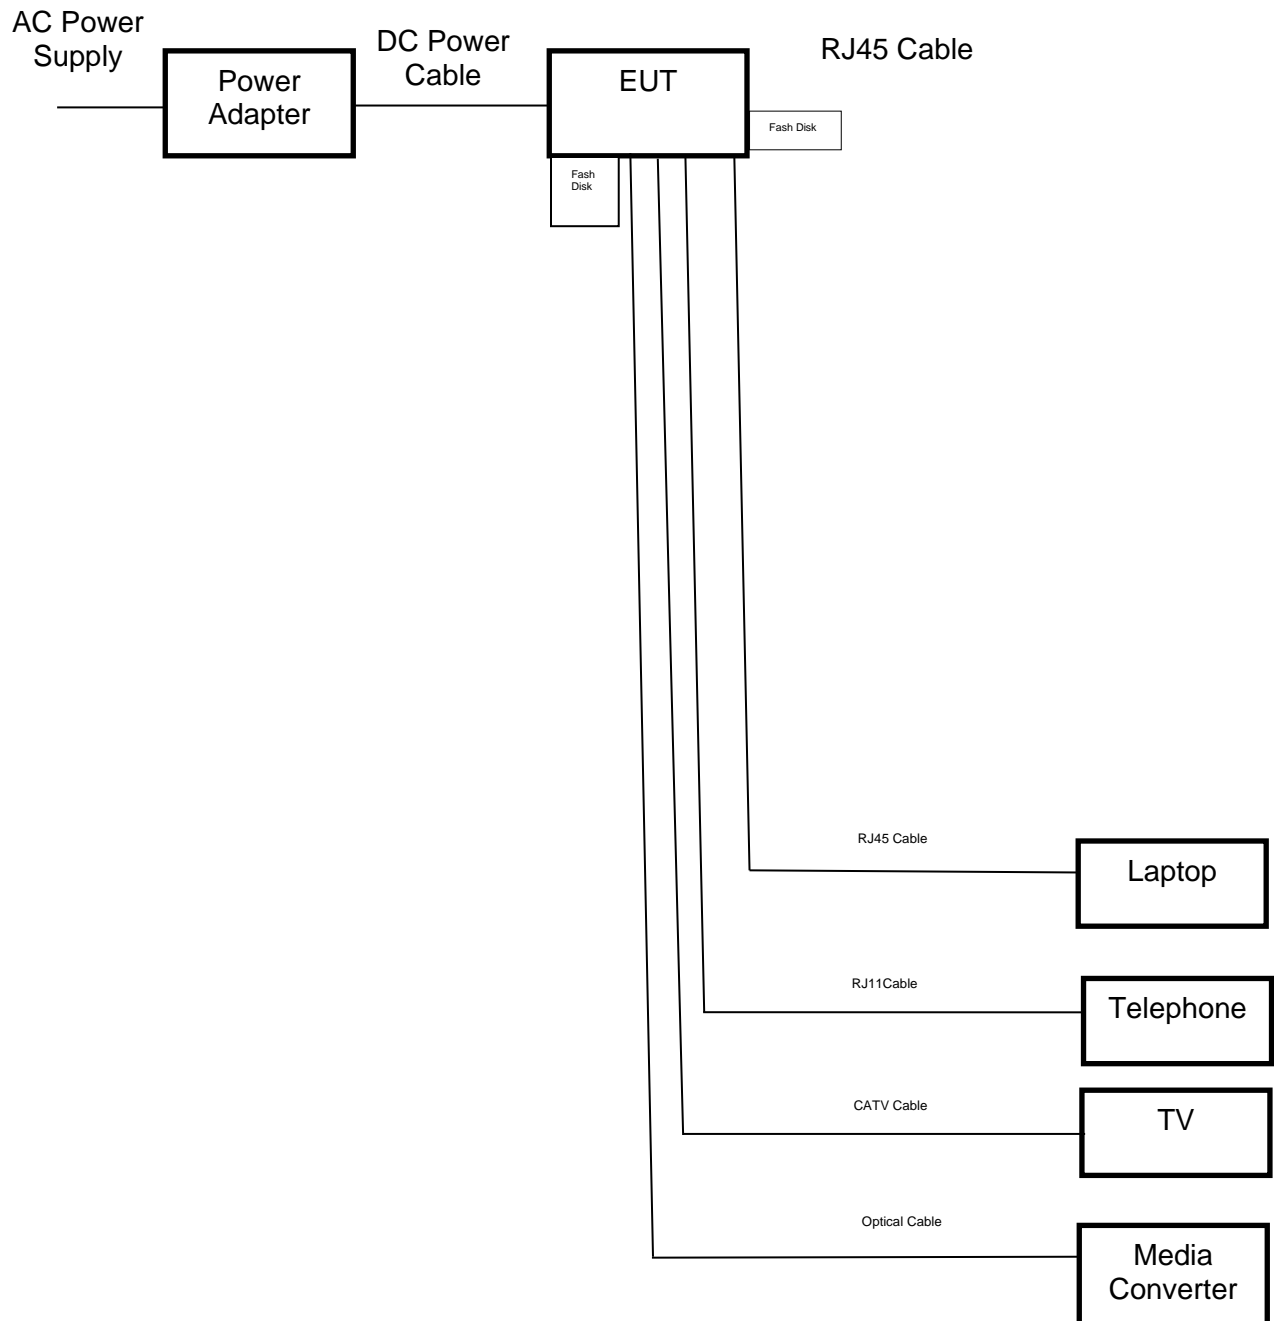 AC Power
Supply
DC Power
Cable
RJ45 Cable
Power
Adapter
EUT
Fash Disk
Fash
Disk
RJ45 Cable
Laptop
RJ11Cable
Telephone
CATV Cable
TV
Optical Cable
Media
Converter